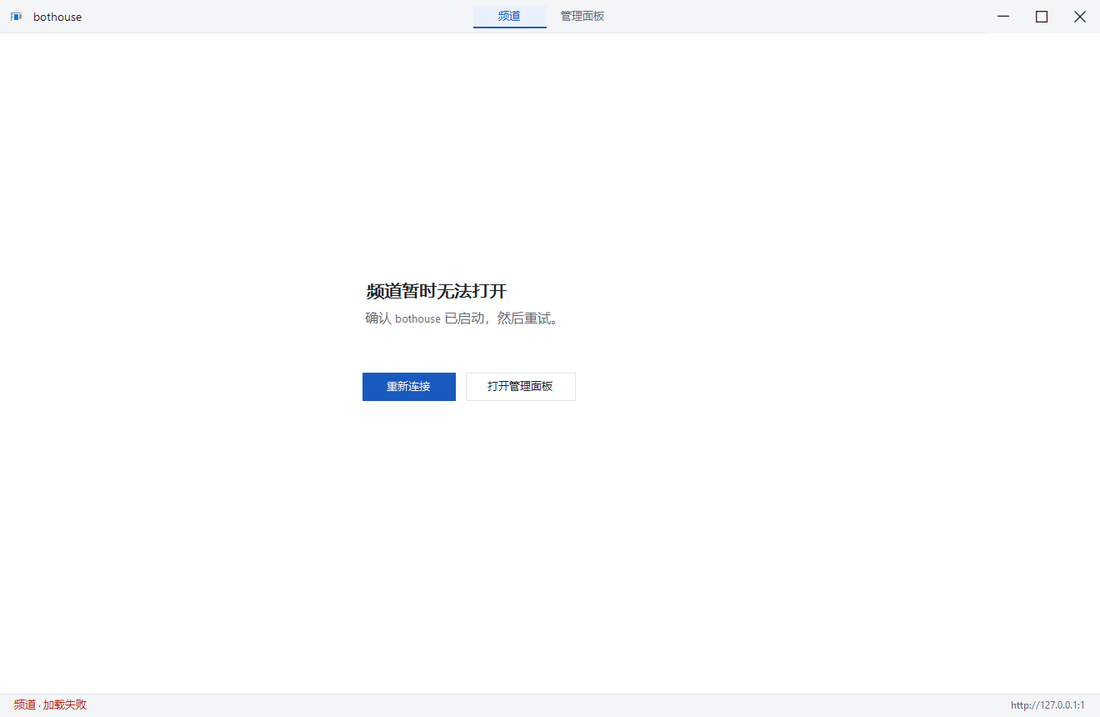 bothouse
频道 管理面板
频道暂时无法打开
确认 bothouse 已启动，然后重试。
重新连接 打开管理面板
频道 · 加载失败 http://127.0.0.1:1